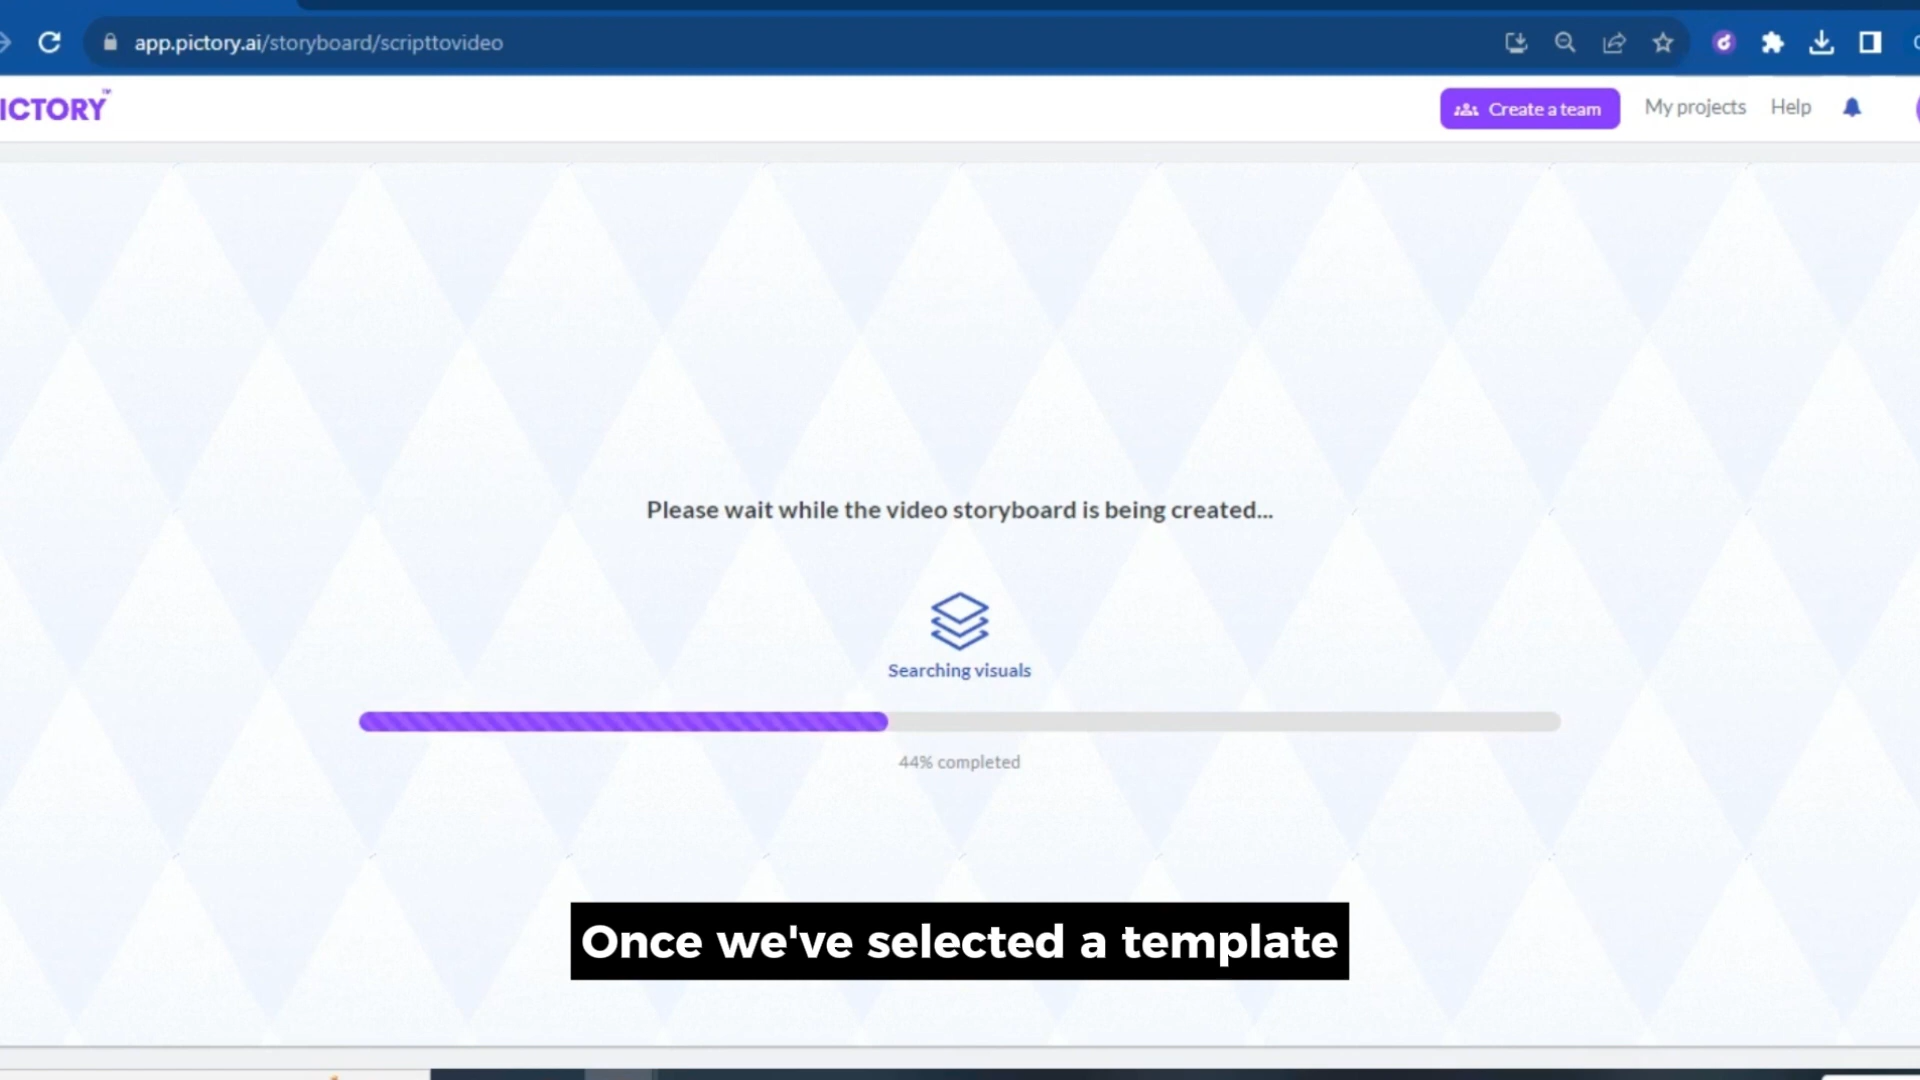 app.pictory.ai/storyboard/scripttovideo
ICTORY™
Create a team
My projects
Help
Please wait while the video storyboard is being created...
Searching visuals
44% completed
Once we've selected a template